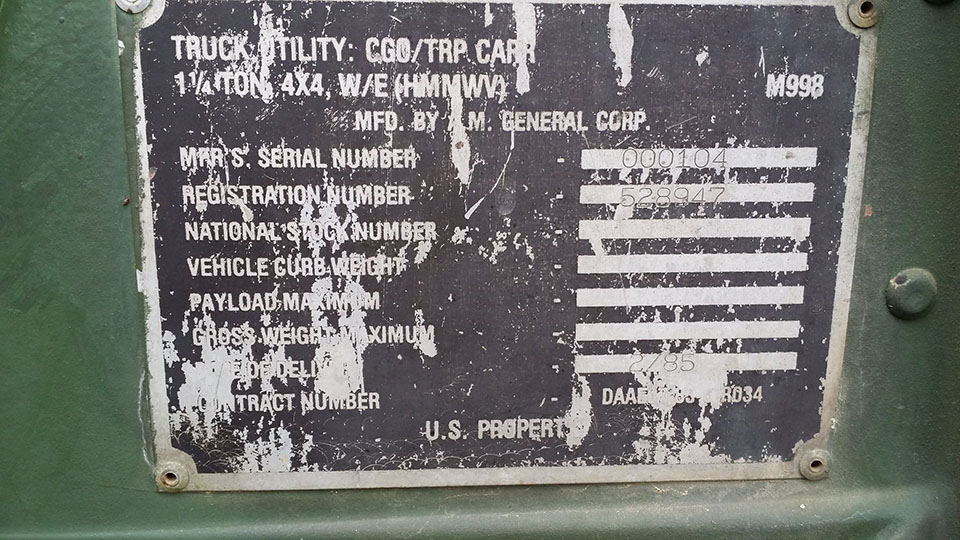 TRUCK, UTILITY: CGO/TRP CARR
1¼ TON, 4X4, W/E (HMMWV) M998
MFD. BY M. GENERAL CORP.
MFR'S. SERIAL NUMBER - 000104
REGISTRATION NUMBER - 528947
NATIONAL STOCK NUMBER -
VEHICLE CURB WEIGHT -
PAYLOAD MAXIMUM -
GROSS WEIGHT MAXIMUM -
- 2/85
CONTRACT NUMBER -
U.S. PROPERTY